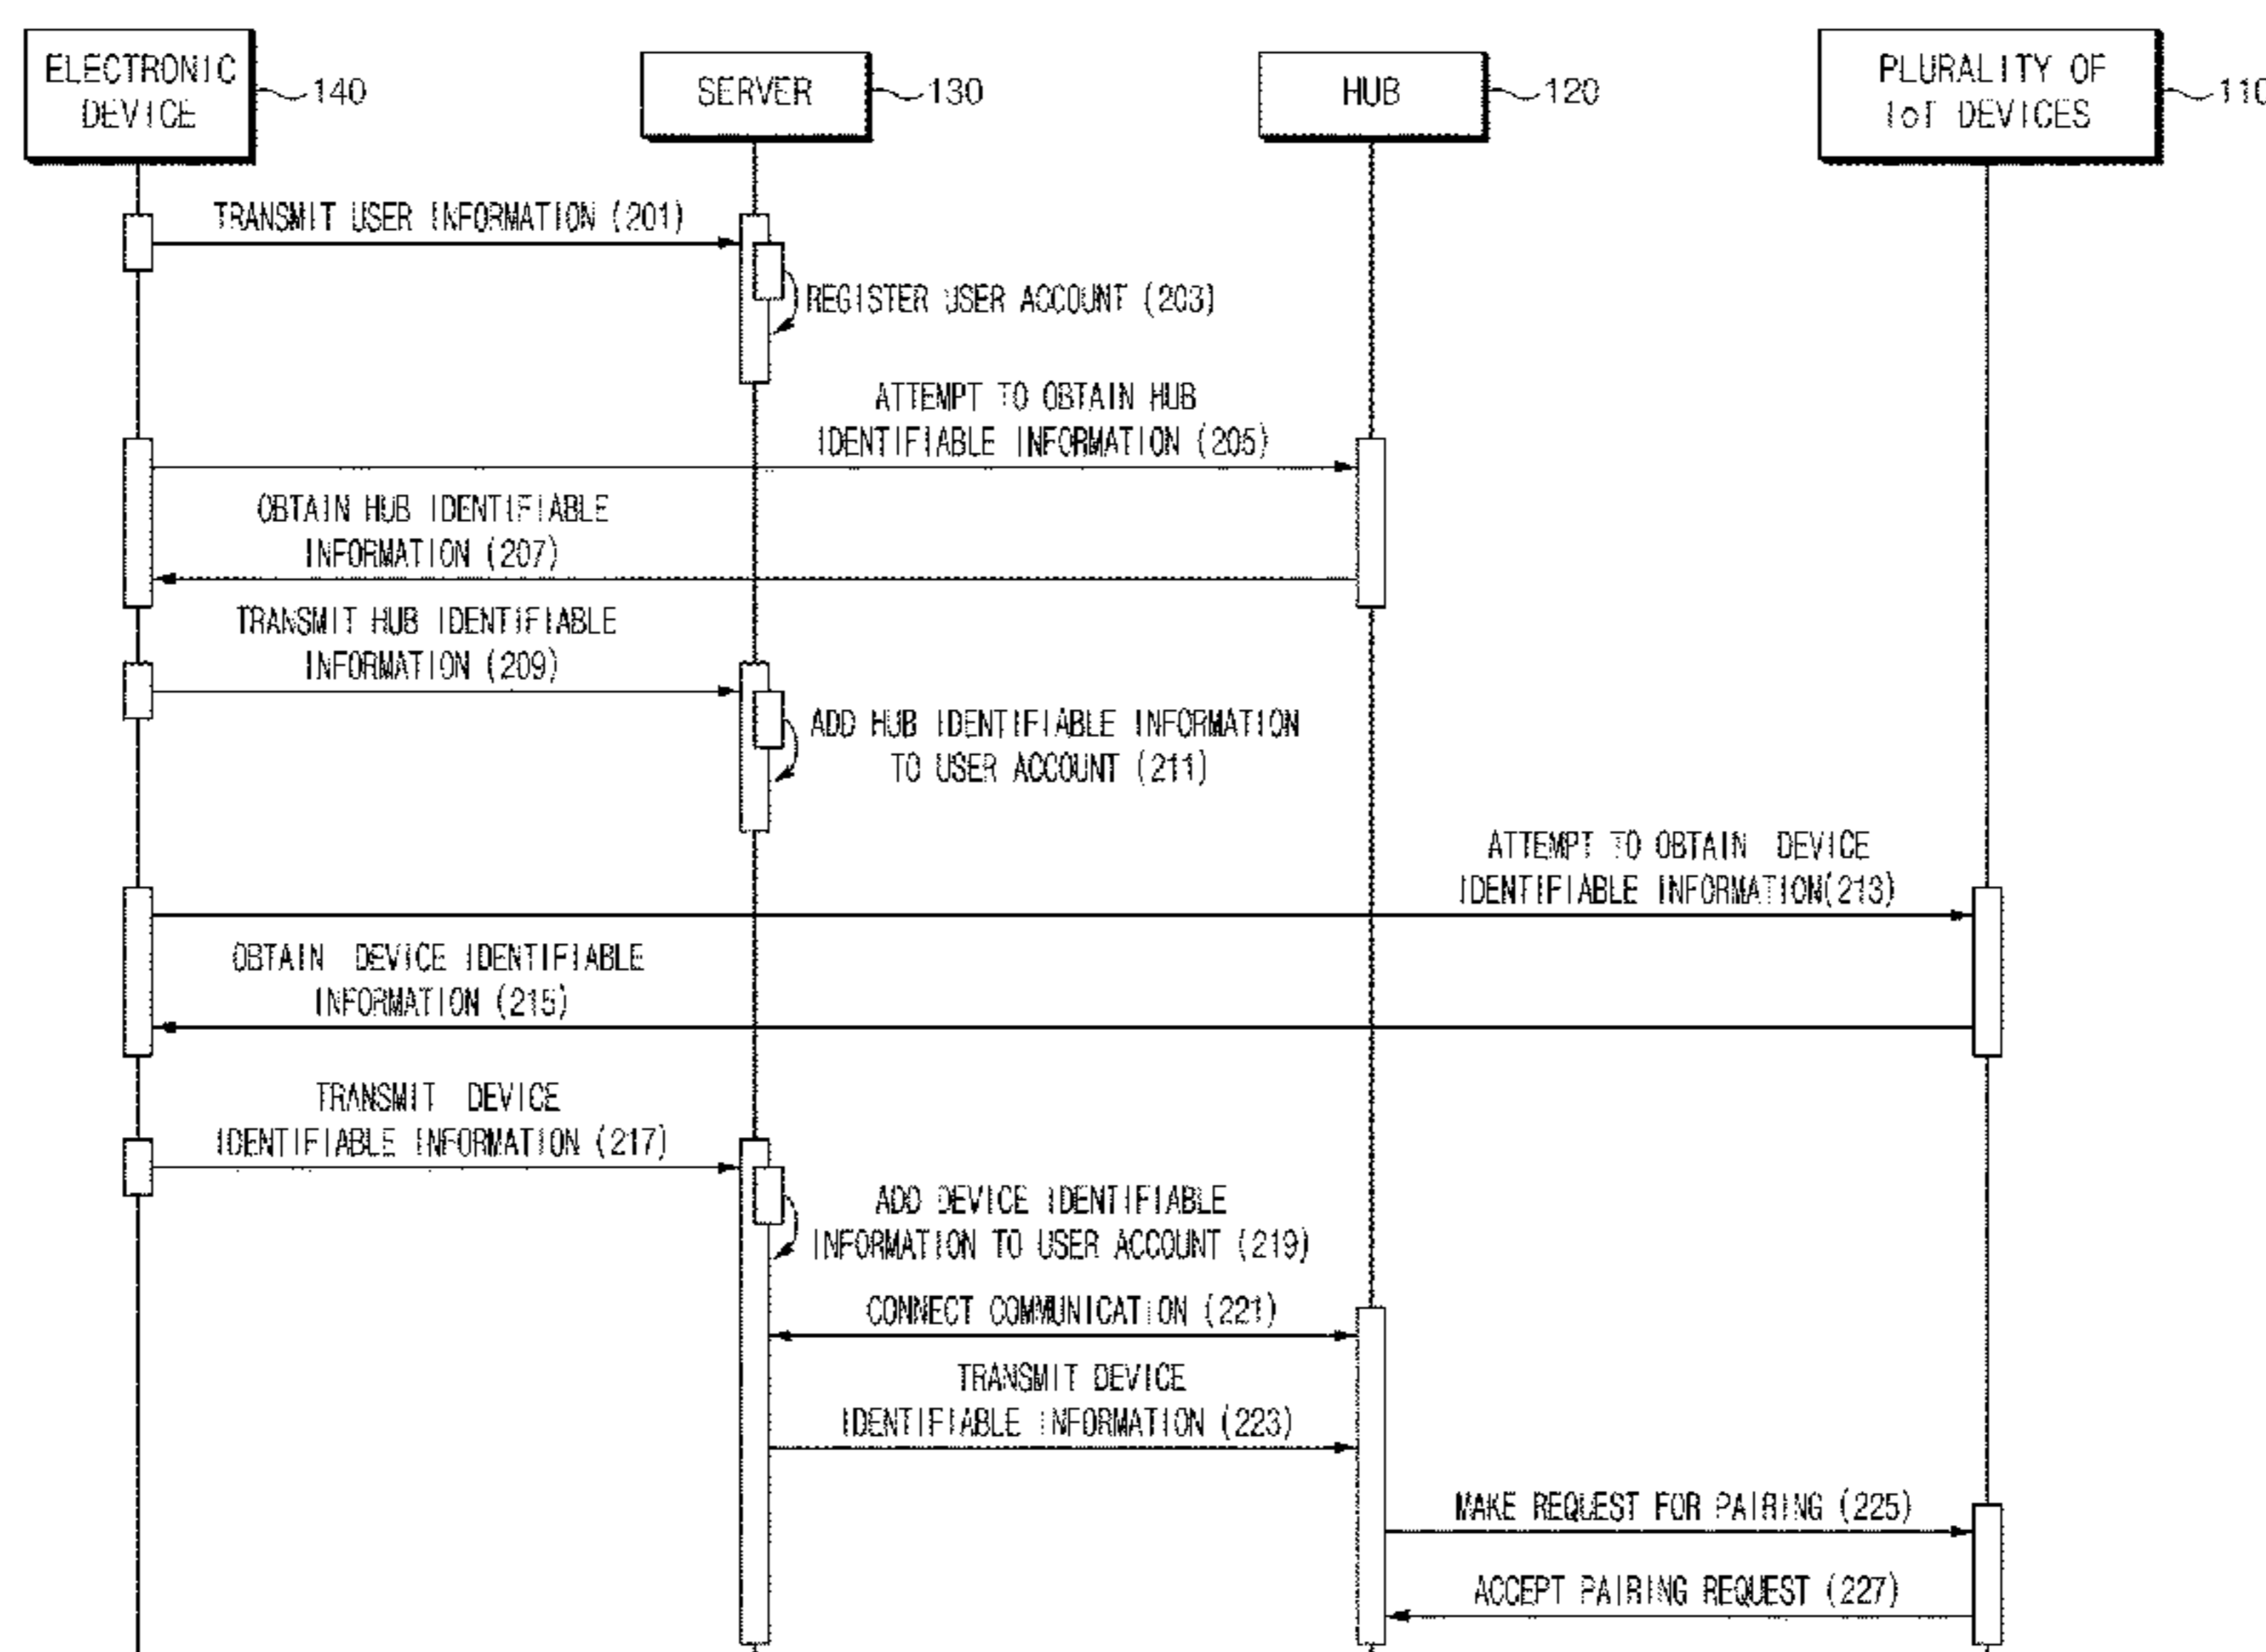 ELECTRONIC
DEVICE
140
SERVER
130
HUB
120
PLURALITY OF
IoT DEVICES
110
TRANSMIT USER INFORMATION (201)
REGISTER USER ACCOUNT (203)
ATTEMPT TO OBTAIN HUB
IDENTIFIABLE INFORMATION (205)
OBTAIN HUB IDENTIFIABLE
INFORMATION (207)
TRANSMIT HUB IDENTIFIABLE
INFORMATION (209)
ADD HUB IDENTIFIABLE INFORMATION
TO USER ACCOUNT (211)
ATTEMPT TO OBTAIN DEVICE
IDENTIFIABLE INFORMATION(213)
OBTAIN DEVICE IDENTIFIABLE
INFORMATION (215)
TRANSMIT DEVICE
IDENTIFIABLE INFORMATION (217)
ADD DEVICE IDENTIFIABLE
INFORMATION TO USER ACCOUNT (219)
CONNECT COMMUNICATION (221)
TRANSMIT DEVICE
IDENTIFIABLE INFORMATION (223)
MAKE REQUEST FOR PAIRING (225)
ACCEPT PAIRING REQUEST (227)